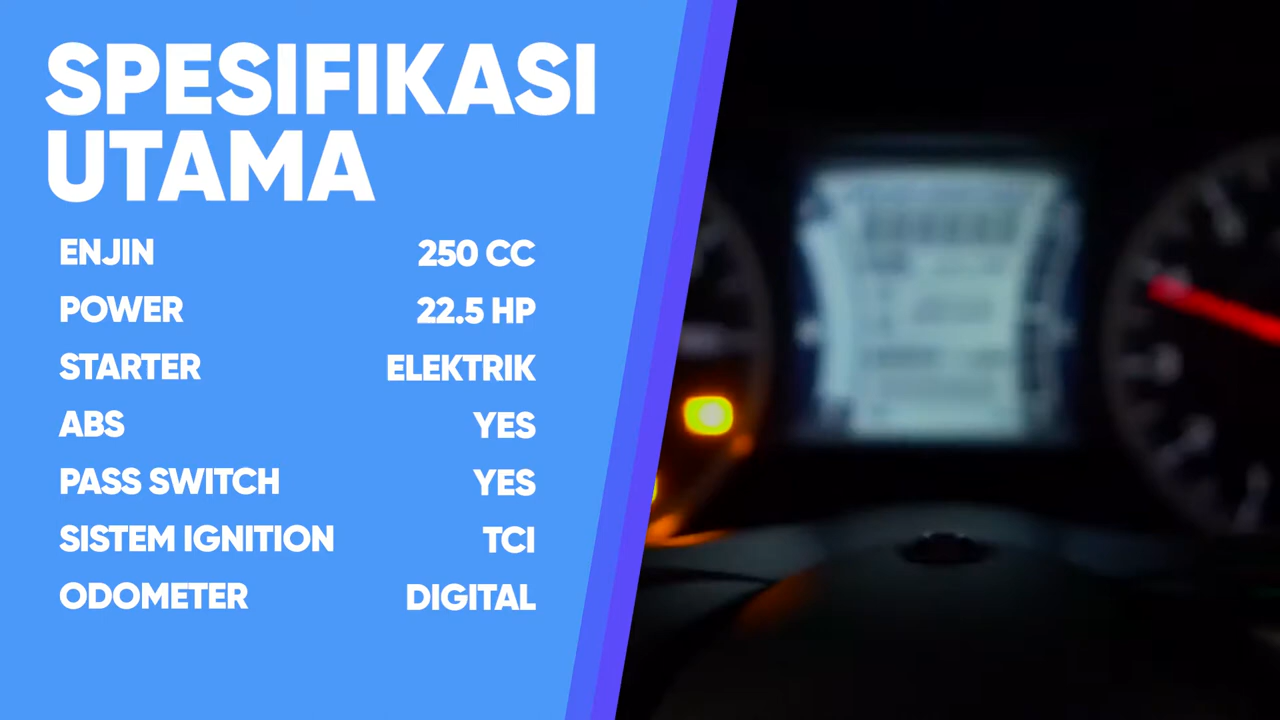 SPESIFIKASI
UTAMA
ENJIN 250 CC
POWER 22.5 HP
STARTER ELEKTRIK
ABS YES
PASS SWITCH YES
SISTEM IGNITION TCI
ODOMETER DIGITAL